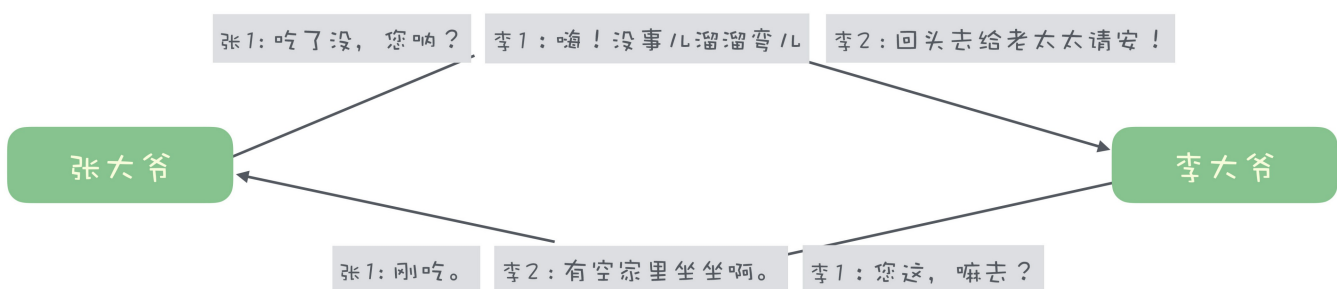 张1: 吃了没，您呐？
李1：嗨！没事儿溜溜弯儿
李2：回头去给老太太请安！
张大爷
李大爷
张1: 刚吃。
李2：有空家里坐坐啊。
李1：您这，嘛去？